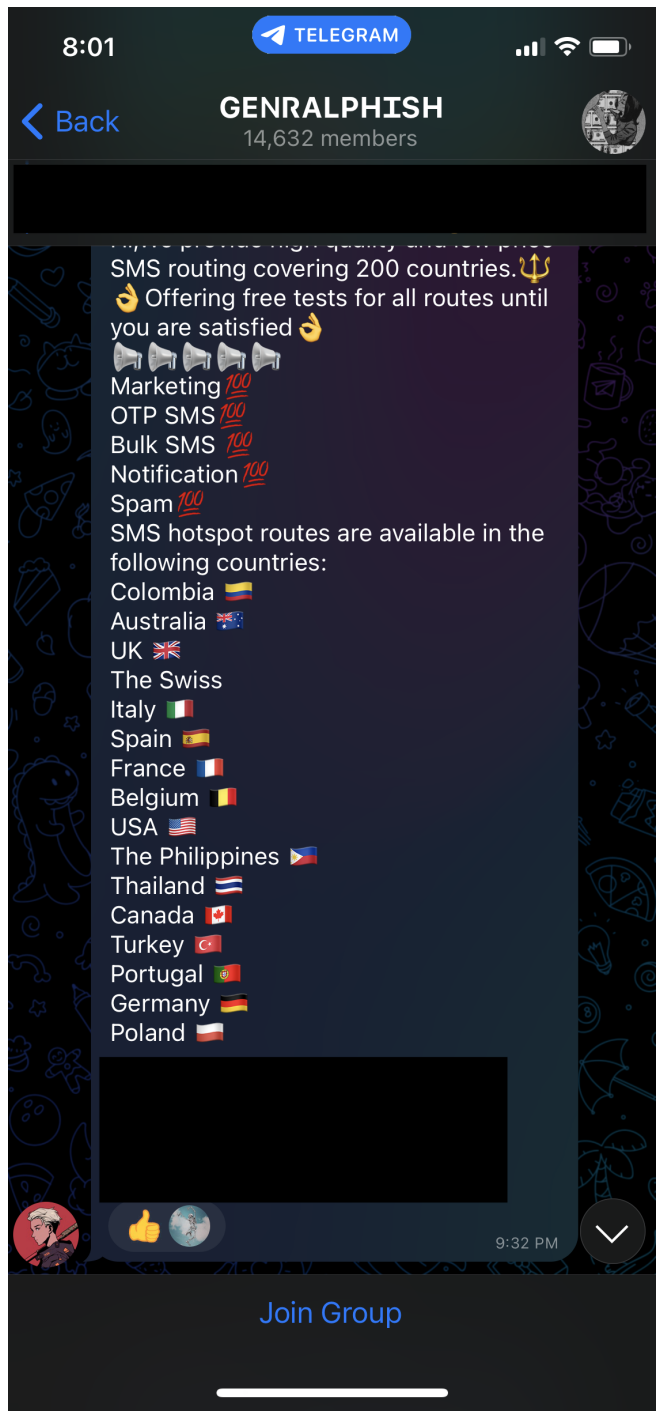 8:01
TELEGRAM
Back
GENRALPHISH
14,632 members
SMS routing covering 200 countries.🔱
👌Offering free tests for all routes until
you are satisfied👌
📢📢📢📢📢
Marketing💯
OTP SMS💯
Bulk SMS 💯
Notification💯
Spam💯
SMS hotspot routes are available in the
following countries:
Colombia 🇨🇴
Australia 🇦🇺
UK 🇬🇧
The Swiss
Italy 🇮🇹
Spain 🇪🇸
France 🇫🇷
Belgium 🇧🇪
USA 🇺🇸
The Philippines 🇵🇭
Thailand 🇹🇭
Canada 🇨🇦
Turkey 🇹🇷
Portugal 🇵🇹
Germany 🇩🇪
Poland 🇵🇱
👍
9:32 PM
Join Group